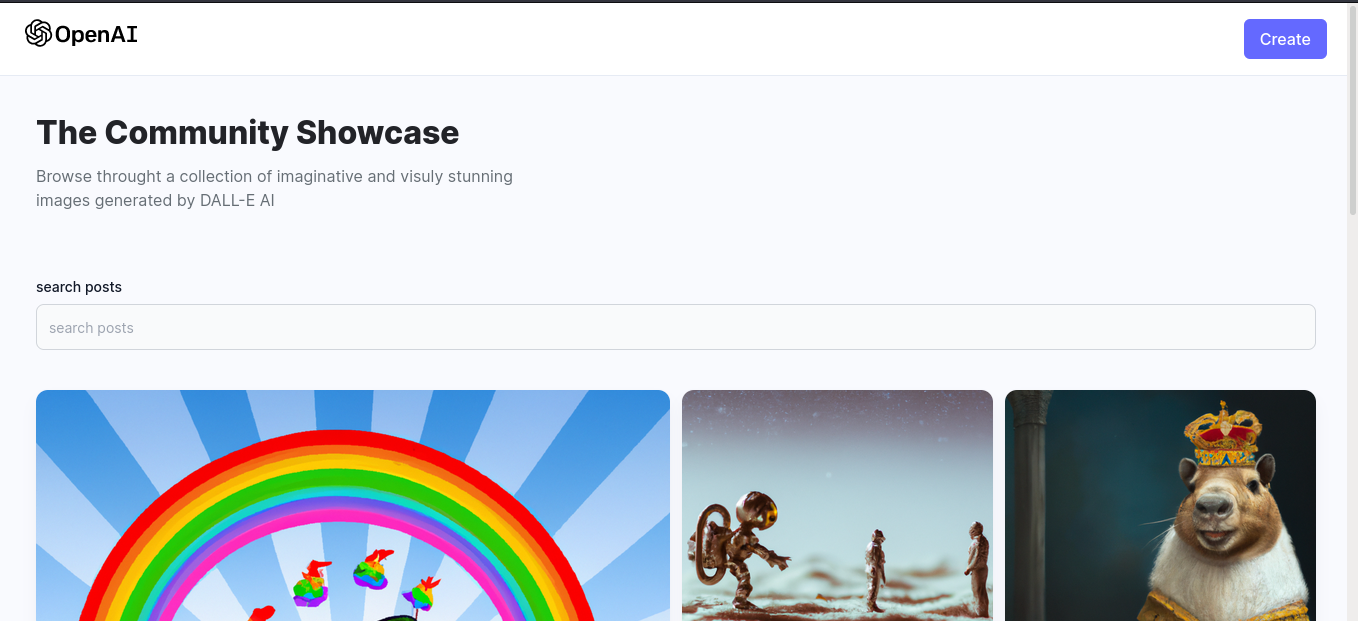 OpenAI
Create
The Community Showcase
Browse throught a collection of imaginative and visuly stunning
images generated by DALL-E AI
search posts
search posts